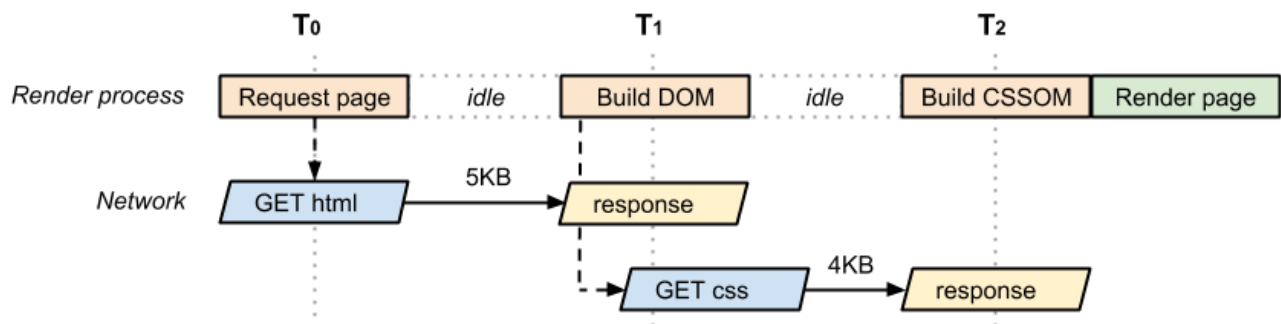 T0 T1 T2
Render process Request page idle Build DOM idle Build CSSOM Render page
5KB
Network GET html response
4KB
GET css response